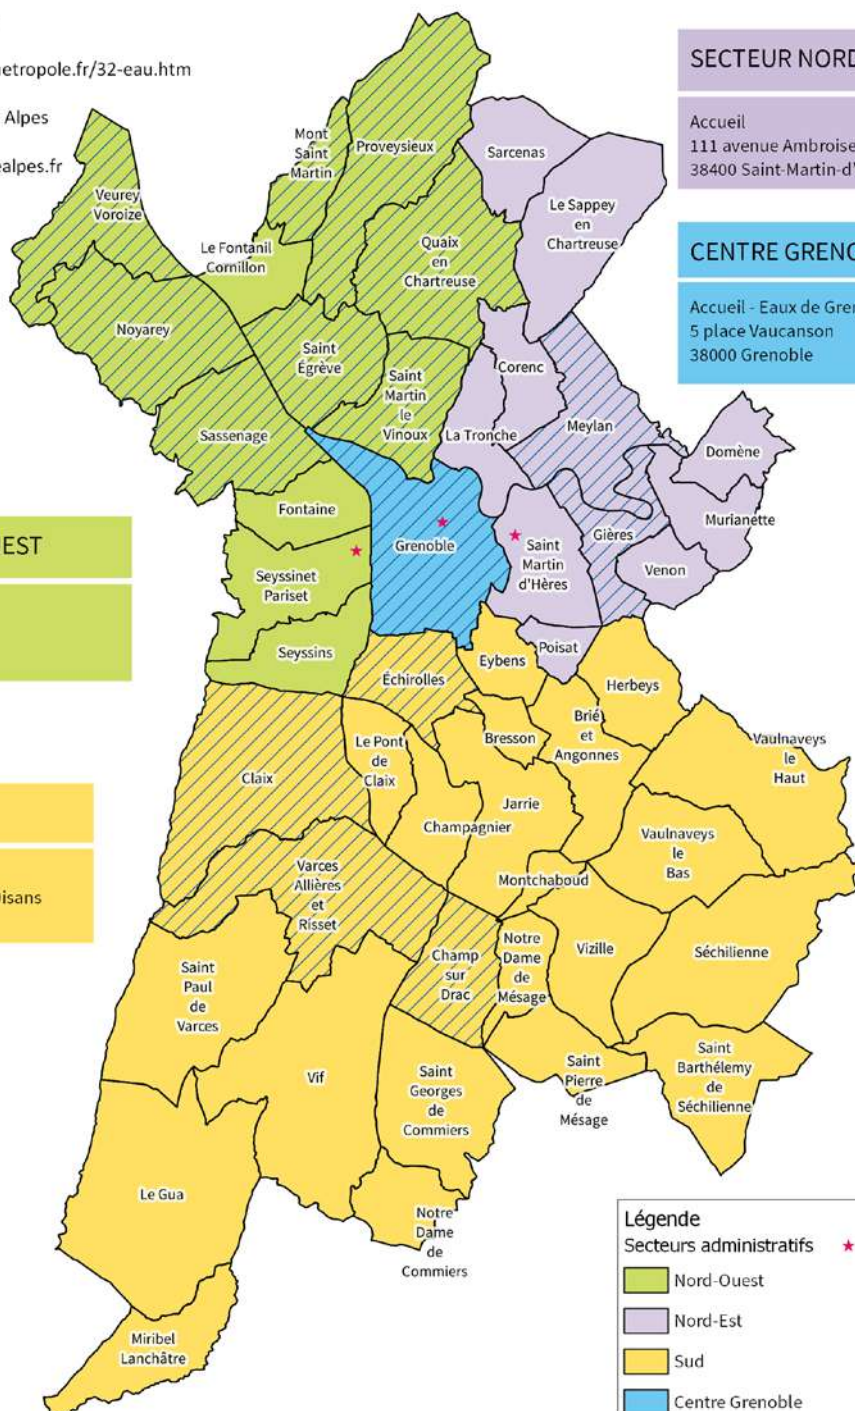 etropole.fr/32-eau.htm
Alpes
ealpes.fr
SECTEUR NORD
Accueil
111 avenue Ambroise
38400 Saint-Martin-d'
CENTRE GRENO
Accueil - Eaux de Gren
5 place Vaucanson
38000 Grenoble
Mont
Saint
Martin
Proveysieux
Sarcenas
Veurey
Voroize
Le Sappey
en
Chartreuse
Le Fontanil
Cornillon
Quaix
en
Chartreuse
Noyarey
Saint
Égrève
Saint
Martin
le
Vinoux
Corenc
La Tronche
Meylan
Sassenage
Domène
Murianette
Fontaine
Grenoble
Saint
Martin
d'Hères
Gières
Venon
UEST
Seyssinet
Pariset
Seyssins
Poisat
Eybens
Échirolles
Herbeys
Brié
et
Angonnes
Bresson
Vaulnaveys
le
Haut
Le Pont
de
Claix
Claix
Jarrie
Champagnier
Vaulnaveys
le
Bas
Varces
Allières
et
Risset
Montchaboud
isans
Notre
Dame
de
Mésage
Vizille
Séchilienne
Champ
sur
Drac
Saint
Paul
de
Varces
Vif
Saint
Georges
de
Commiers
Saint
Pierre
de
Mésage
Saint
Barthélemy
de
Séchilienne
Le Gua
Notre
Dame
de
Commiers
Miribel
Lanchâtre
Légende
Secteurs administratifs
Nord-Ouest
Nord-Est
Sud
Centre Grenoble